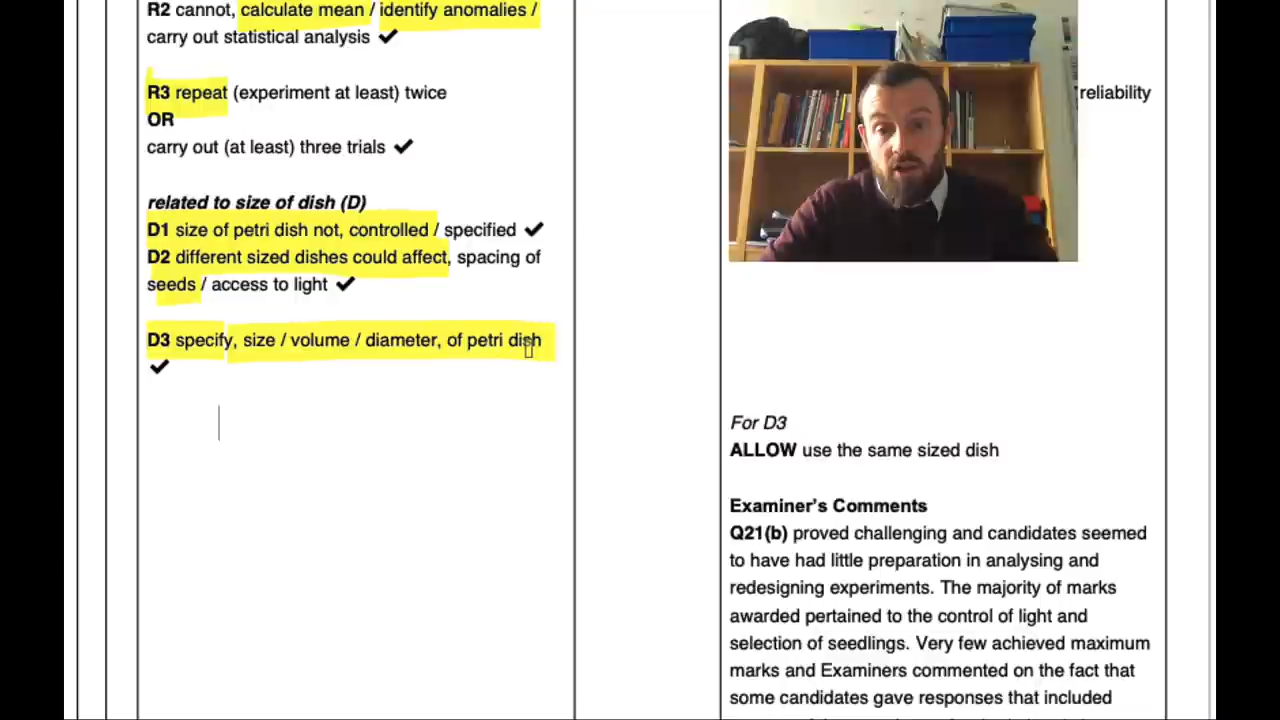 R2 cannot, calculate mean / identify anomalies /
carry out statistical analysis ✔
R3 repeat (experiment at least) twice
OR
carry out (at least) three trials ✔
related to size of dish (D)
D1 size of petri dish not, controlled / specified ✔
D2 different sized dishes could affect, spacing of
seeds / access to light ✔
D3 specify, size / volume / diameter, of petri dish
✔
reliability
For D3
ALLOW use the same sized dish
Examiner's Comments
Q21(b) proved challenging and candidates seemed
to have had little preparation in analysing and
redesigning experiments. The majority of marks
awarded pertained to the control of light and
selection of seedlings. Very few achieved maximum
marks and Examiners commented on the fact that
some candidates gave responses that included